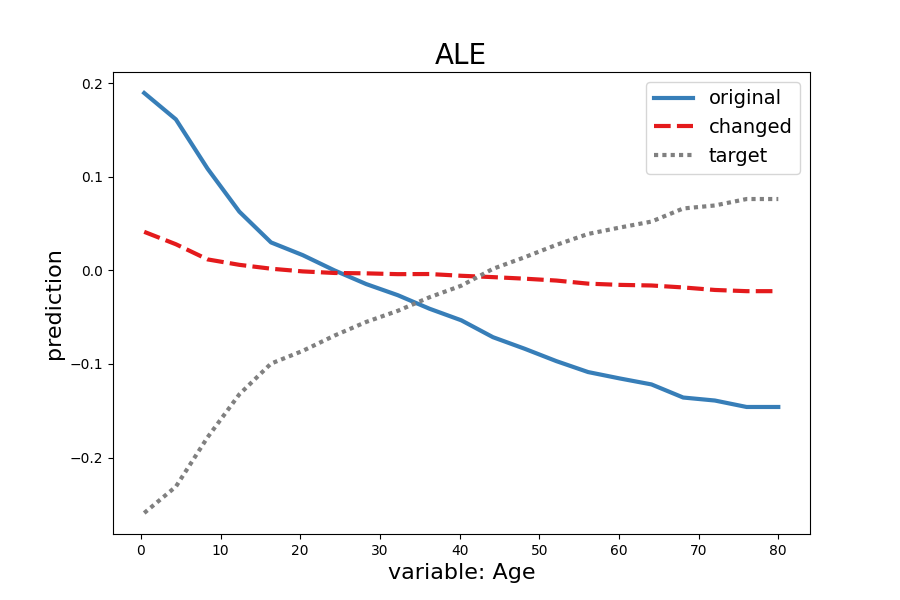 ALE
original
changed
target
0.2
0.1
0.0
−0.1
−0.2
prediction
0 10 20 30 40 50 60 70 80
variable: Age